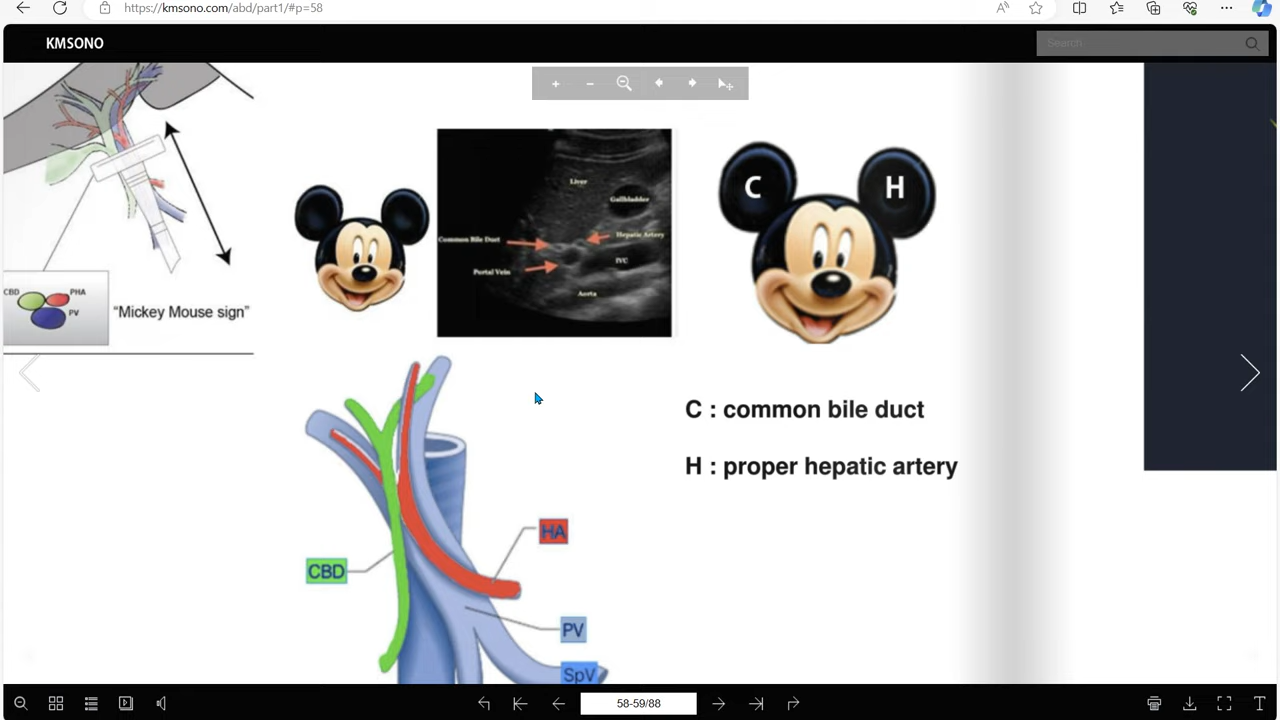 https://kmsono.com/abd/part1/#p=58
KMSONO
Search
CBD
PHA
PV
“Mickey Mouse sign”
Liver
Gallbladder
Common Bile Duct
Hepatic Artery
IVC
Portal Vein
Aorta
C
H
C : common bile duct
H : proper hepatic artery
HA
CBD
PV
SpV
58-59/88